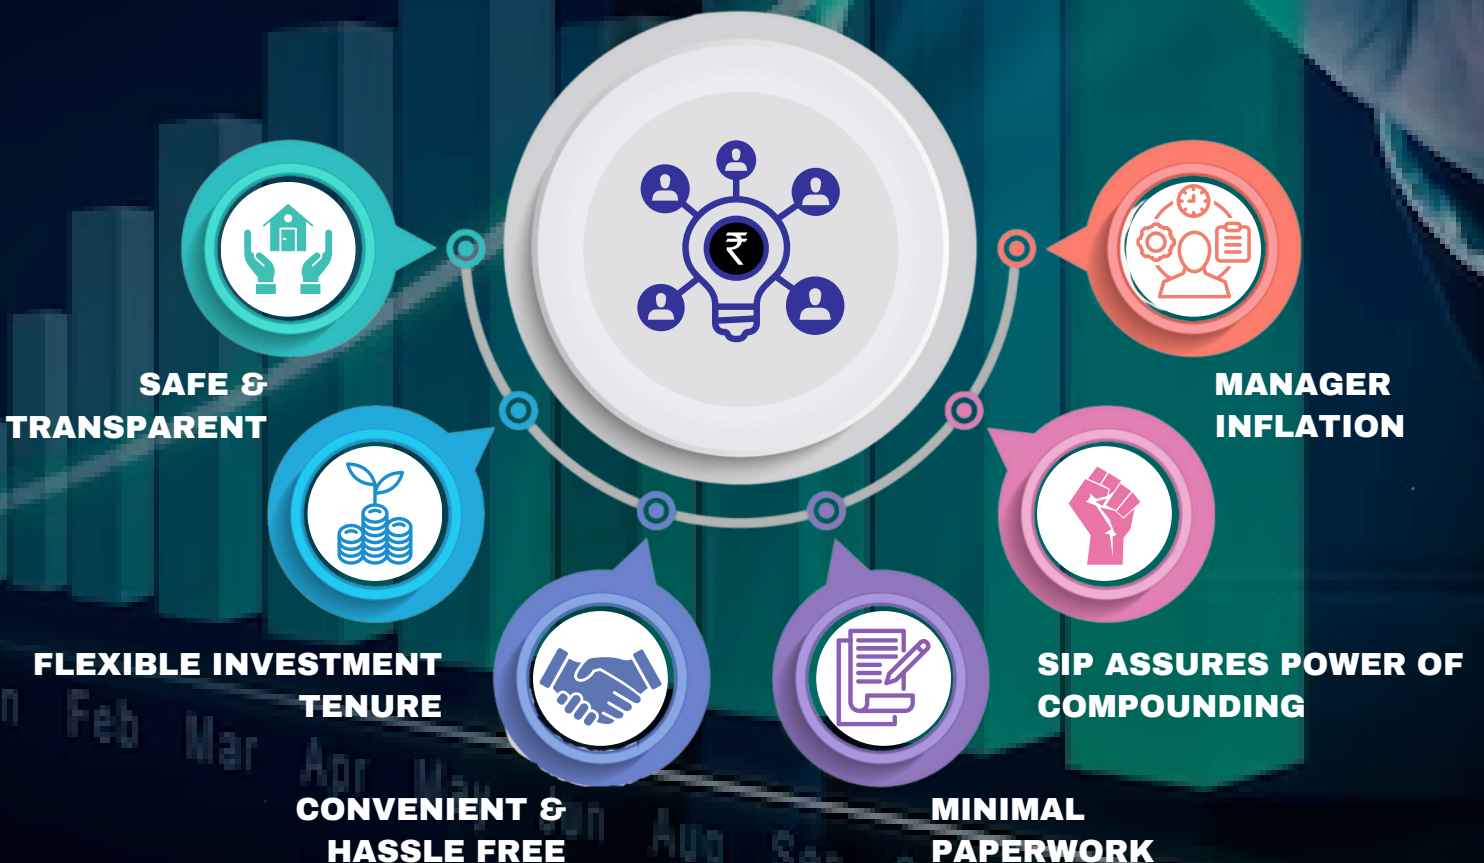 ₹
SAFE &
TRANSPARENT
MANAGER
INFLATION
FLEXIBLE INVESTMENT
TENURE
SIP ASSURES POWER OF
COMPOUNDING
CONVENIENT &
HASSLE FREE
MINIMAL
PAPERWORK
Feb Mar Apr May Jun Aug